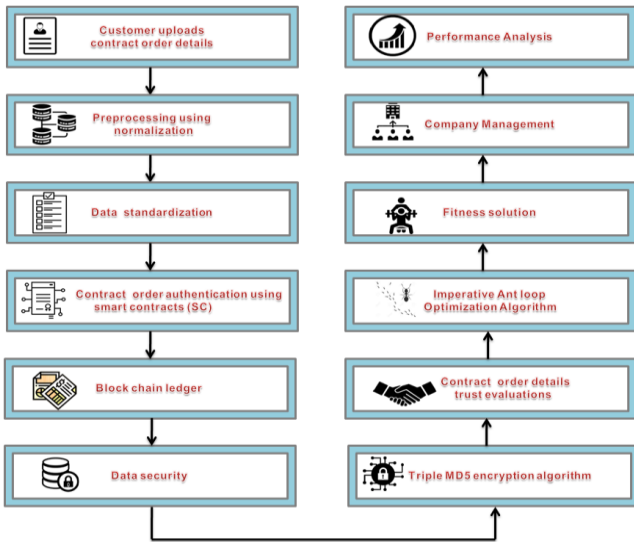 Customer uploads
contract order details
Preprocessing using
normalization
Data standardization
Contract order authentication using
smart contracts (SC)
Block chain ledger
Data security
Triple MD5 encryption algorithm
Contract order details
trust evaluations
Imperative Ant loop
Optimization Algorithm
Fitness solution
Company Management
Performance Analysis